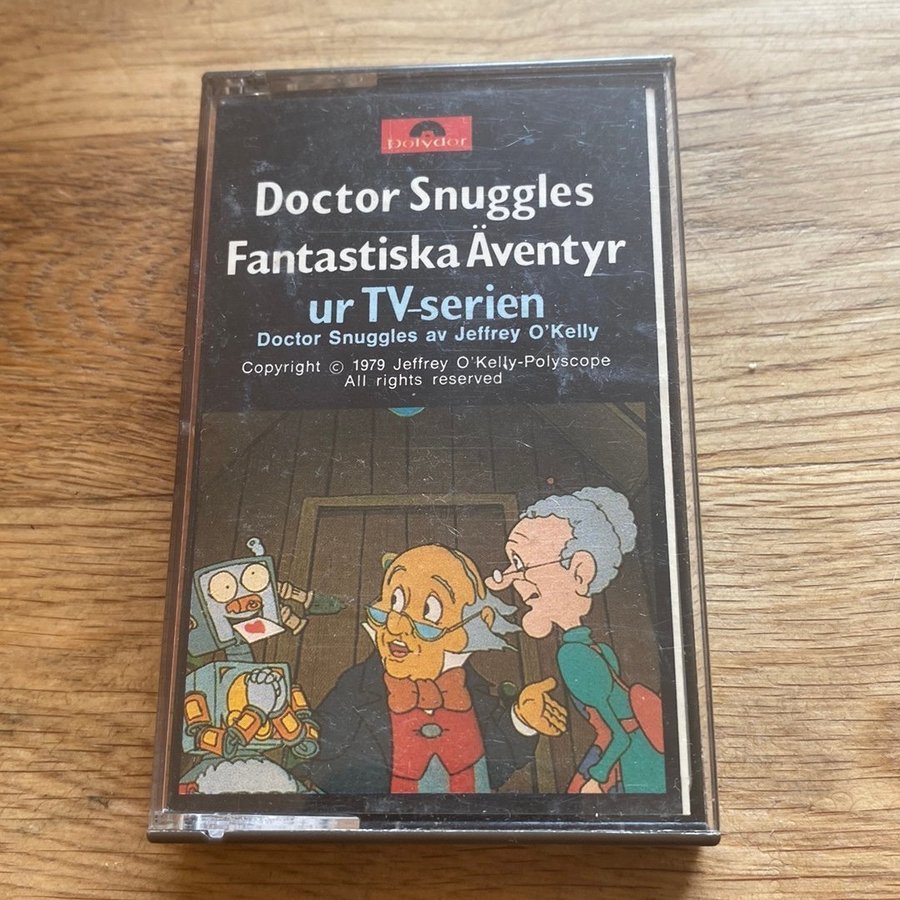 Polydor
Doctor Snuggles
Fantastiska Äventyr
ur TV-serien
Doctor Snuggles av Jeffrey O'Kelly
Copyright © 1979 Jeffrey O'Kelly-Polyscope
All rights reserved